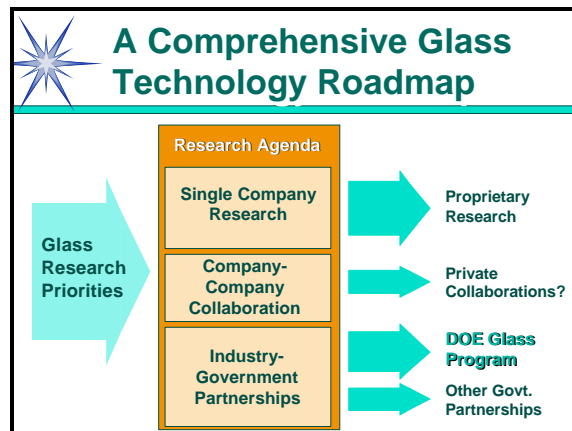 A Comprehensive Glass
Technology Roadmap
Research Agenda
Single Company
Research
Proprietary
Research
Glass
Research
Priorities
Company-
Company
Collaboration
Private
Collaborations?
Industry-
Government
Partnerships
DOE Glass
Program
Other Govt.
Partnerships